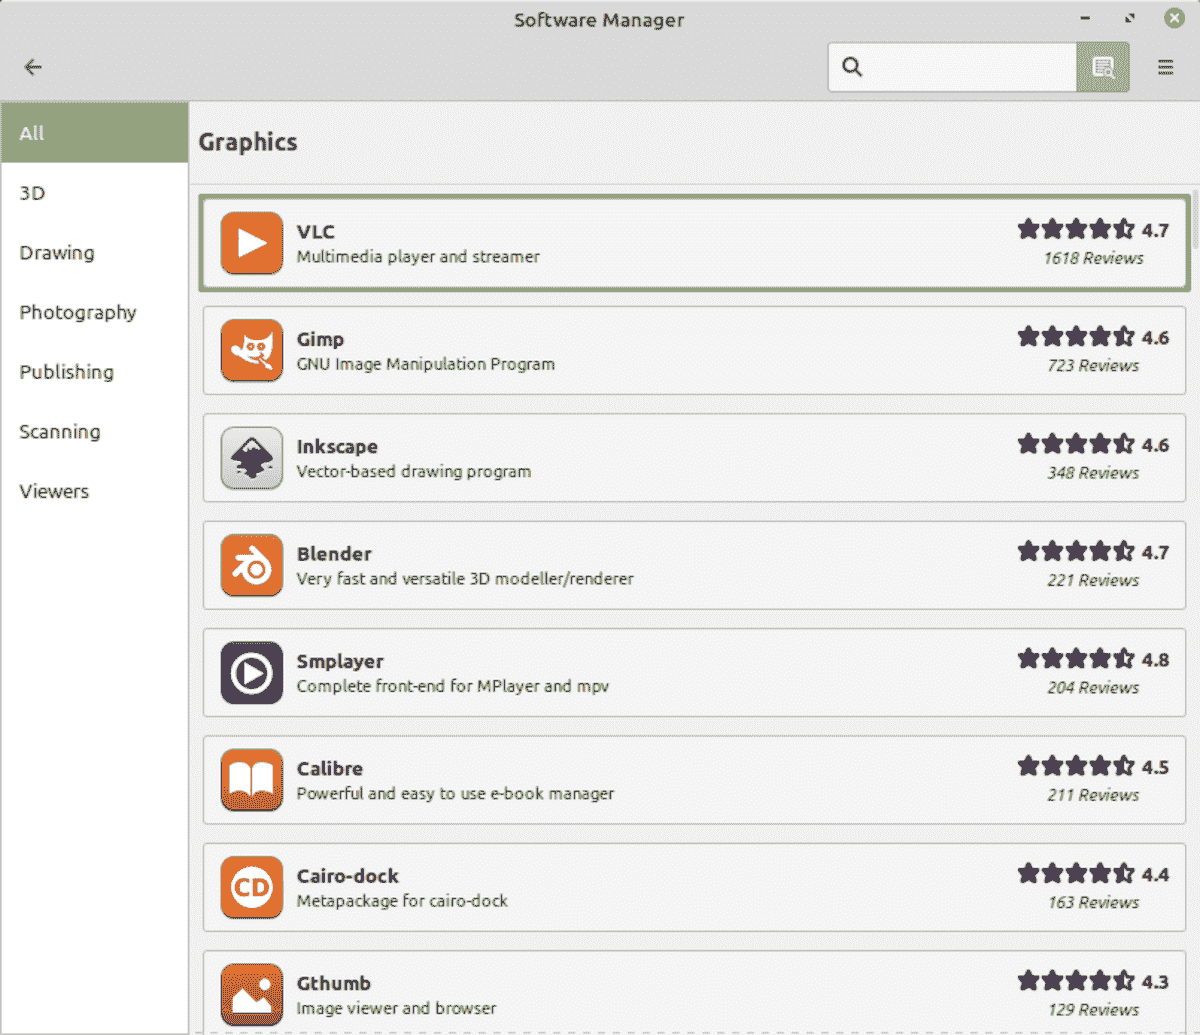 Software Manager
All
3D
Drawing
Photography
Publishing
Scanning
Viewers
Graphics
VLC
Multimedia player and streamer
4.7
1618 Reviews
Gimp
GNU Image Manipulation Program
4.6
723 Reviews
Inkscape
Vector-based drawing program
4.6
348 Reviews
Blender
Very fast and versatile 3D modeller/renderer
4.7
221 Reviews
Smplayer
Complete front-end for MPlayer and mpv
4.8
204 Reviews
Calibre
Powerful and easy to use e-book manager
4.5
211 Reviews
CD
Cairo-dock
Metapackage for cairo-dock
4.4
163 Reviews
Gthumb
Image viewer and browser
4.3
129 Reviews